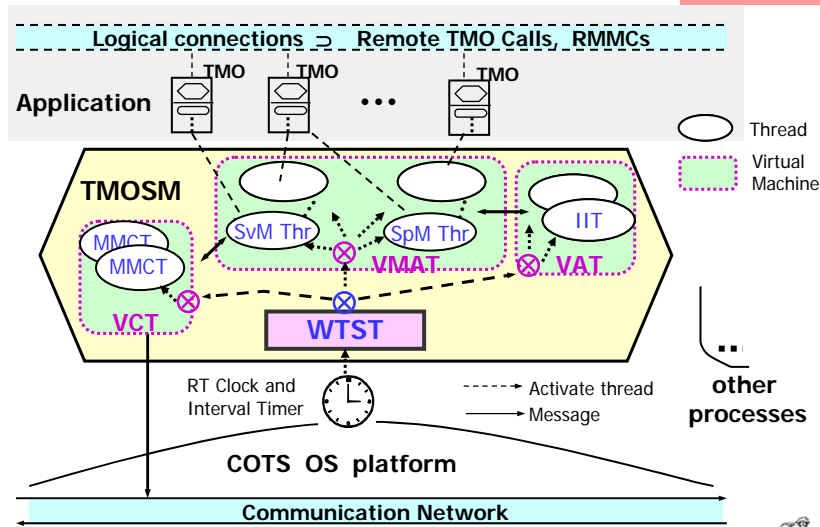 Logical connections ⊃ Remote TMO Calls, RMMCs
TMO
TMO
TMO
Application
•••
Thread
Virtual
Machine
TMOSM
SvM Thr
SpM Thr
IIT
MMCT
MMCT
VMAT
VAT
VCT
WTST
RT Clock and
Interval Timer
Activate thread
Message
other
processes
COTS OS platform
Communication Network